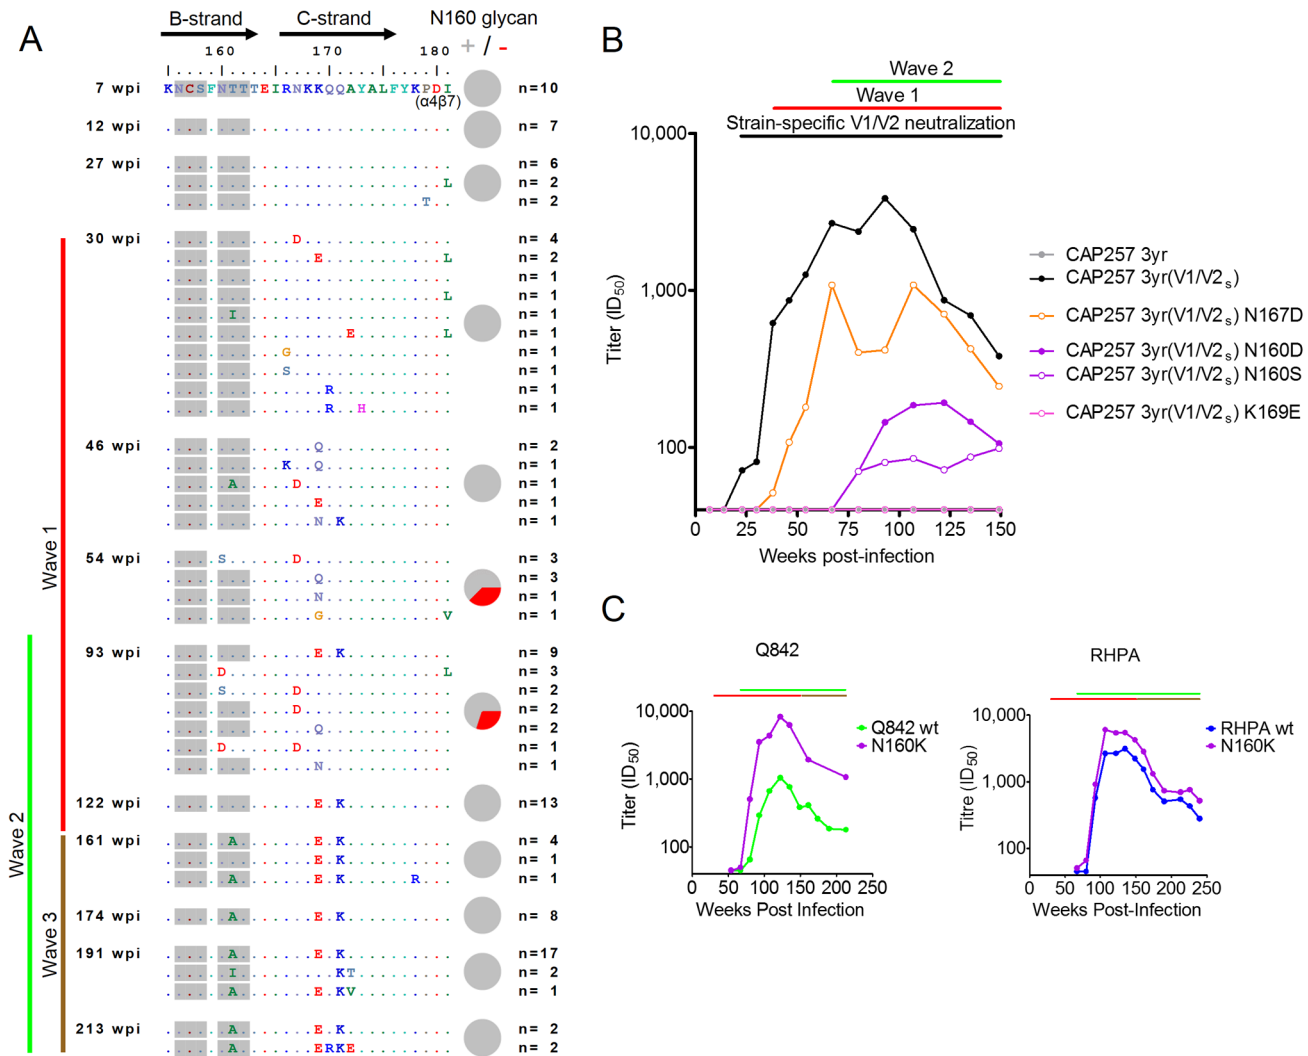 A
B-strand C-strand N160 glycan
+ / -
160 170 180
7 wpi KNCSFNTTTEIRNKKQQAYALFYKPDI n=10
(α4β7)
12 wpi ........................... n= 7
27 wpi ........................... n= 6
..........................L n= 2
........................T.. n= 2
30 wpi ............D.............. n= 4
..............E...........L n= 2
........................... n= 1
..........................L n= 1
......I.................... n= 1
.................E........L n= 1
...........G............... n= 1
...........S............... n= 1
...............R........... n= 1
...............R..H........ n= 1
46 wpi ..............Q............ n= 2
...........K..Q............ n= 1
......A.....D.............. n= 1
..............E............ n= 1
..............N.K.......... n= 1
54 wpi .....S......D.............. n= 3
..............Q............ n= 3
..............N............ n= 1
..............G...........V n= 1
93 wpi ..............E.K.......... n= 9
.....D....................L n= 3
.....S......D.............. n= 2
............D.............. n= 2
..............Q............ n= 2
.....D......D.............. n= 1
..............N............ n= 1
122 wpi ..............E.K.......... n=13
161 wpi ......A.......E.K.......... n= 4
..............E.K.......... n= 1
......A.......E.K......R... n= 1
174 wpi ......A.......E.K.......... n= 8
191 wpi ......A.......E.K.......... n=17
......I.........KT......... n= 2
......A.......E.KV......... n= 1
213 wpi ......A.......E.K.......... n= 2
......A.......ERKE......... n= 2
Wave 1
Wave 2
Wave 3
B
Wave 2
Wave 1
Strain-specific V1/V2 neutralization
10,000
1,000
100
Titer (ID50)
0 25 50 75 100 125 150
Weeks post-infection
CAP257 3yr
CAP257 3yr(V1/V2s)
CAP257 3yr(V1/V2s) N167D
CAP257 3yr(V1/V2s) N160D
CAP257 3yr(V1/V2s) N160S
CAP257 3yr(V1/V2s) K169E
C
Q842
10,000
1,000
100
Titer (ID50)
0 50 100 150 200 250
Weeks Post Infection
Q842 wt
N160K
RHPA
10,000
1,000
100
Titre (ID50)
0 50 100 150 200 250
Weeks Post-Infection
RHPA wt
N160K